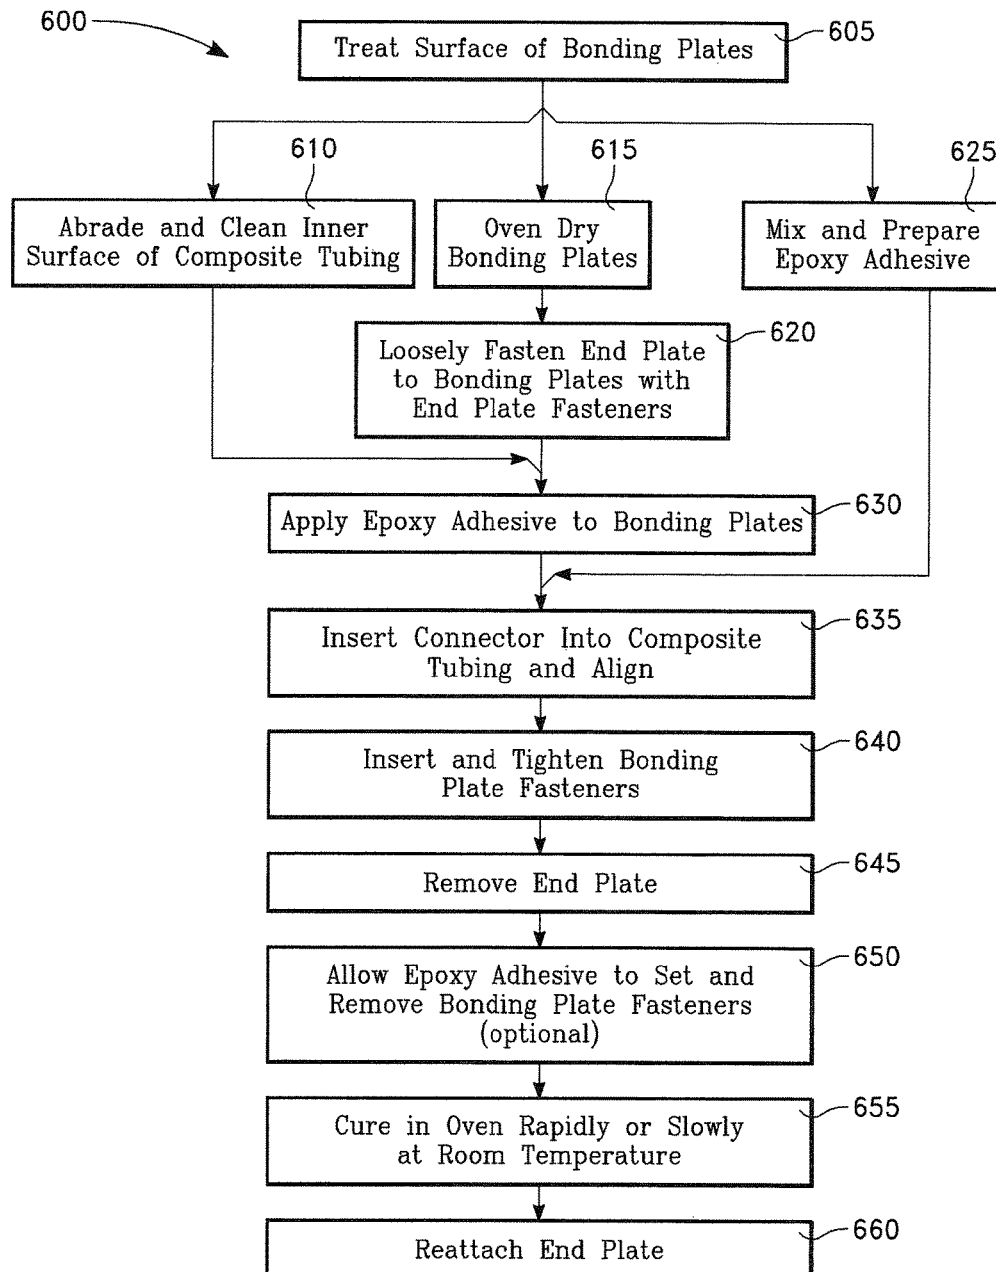 600
Treat Surface of Bonding Plates
605
610
615
625
Abrade and Clean Inner
Surface of Composite Tubing
Oven Dry
Bonding Plates
Mix and Prepare
Epoxy Adhesive
620
Loosely Fasten End Plate
to Bonding Plates with
End Plate Fasteners
630
Apply Epoxy Adhesive to Bonding Plates
635
Insert Connector Into Composite
Tubing and Align
640
Insert and Tighten Bonding
Plate Fasteners
645
Remove End Plate
650
Allow Epoxy Adhesive to Set and
Remove Bonding Plate Fasteners
(optional)
655
Cure in Oven Rapidly or Slowly
at Room Temperature
660
Reattach End Plate